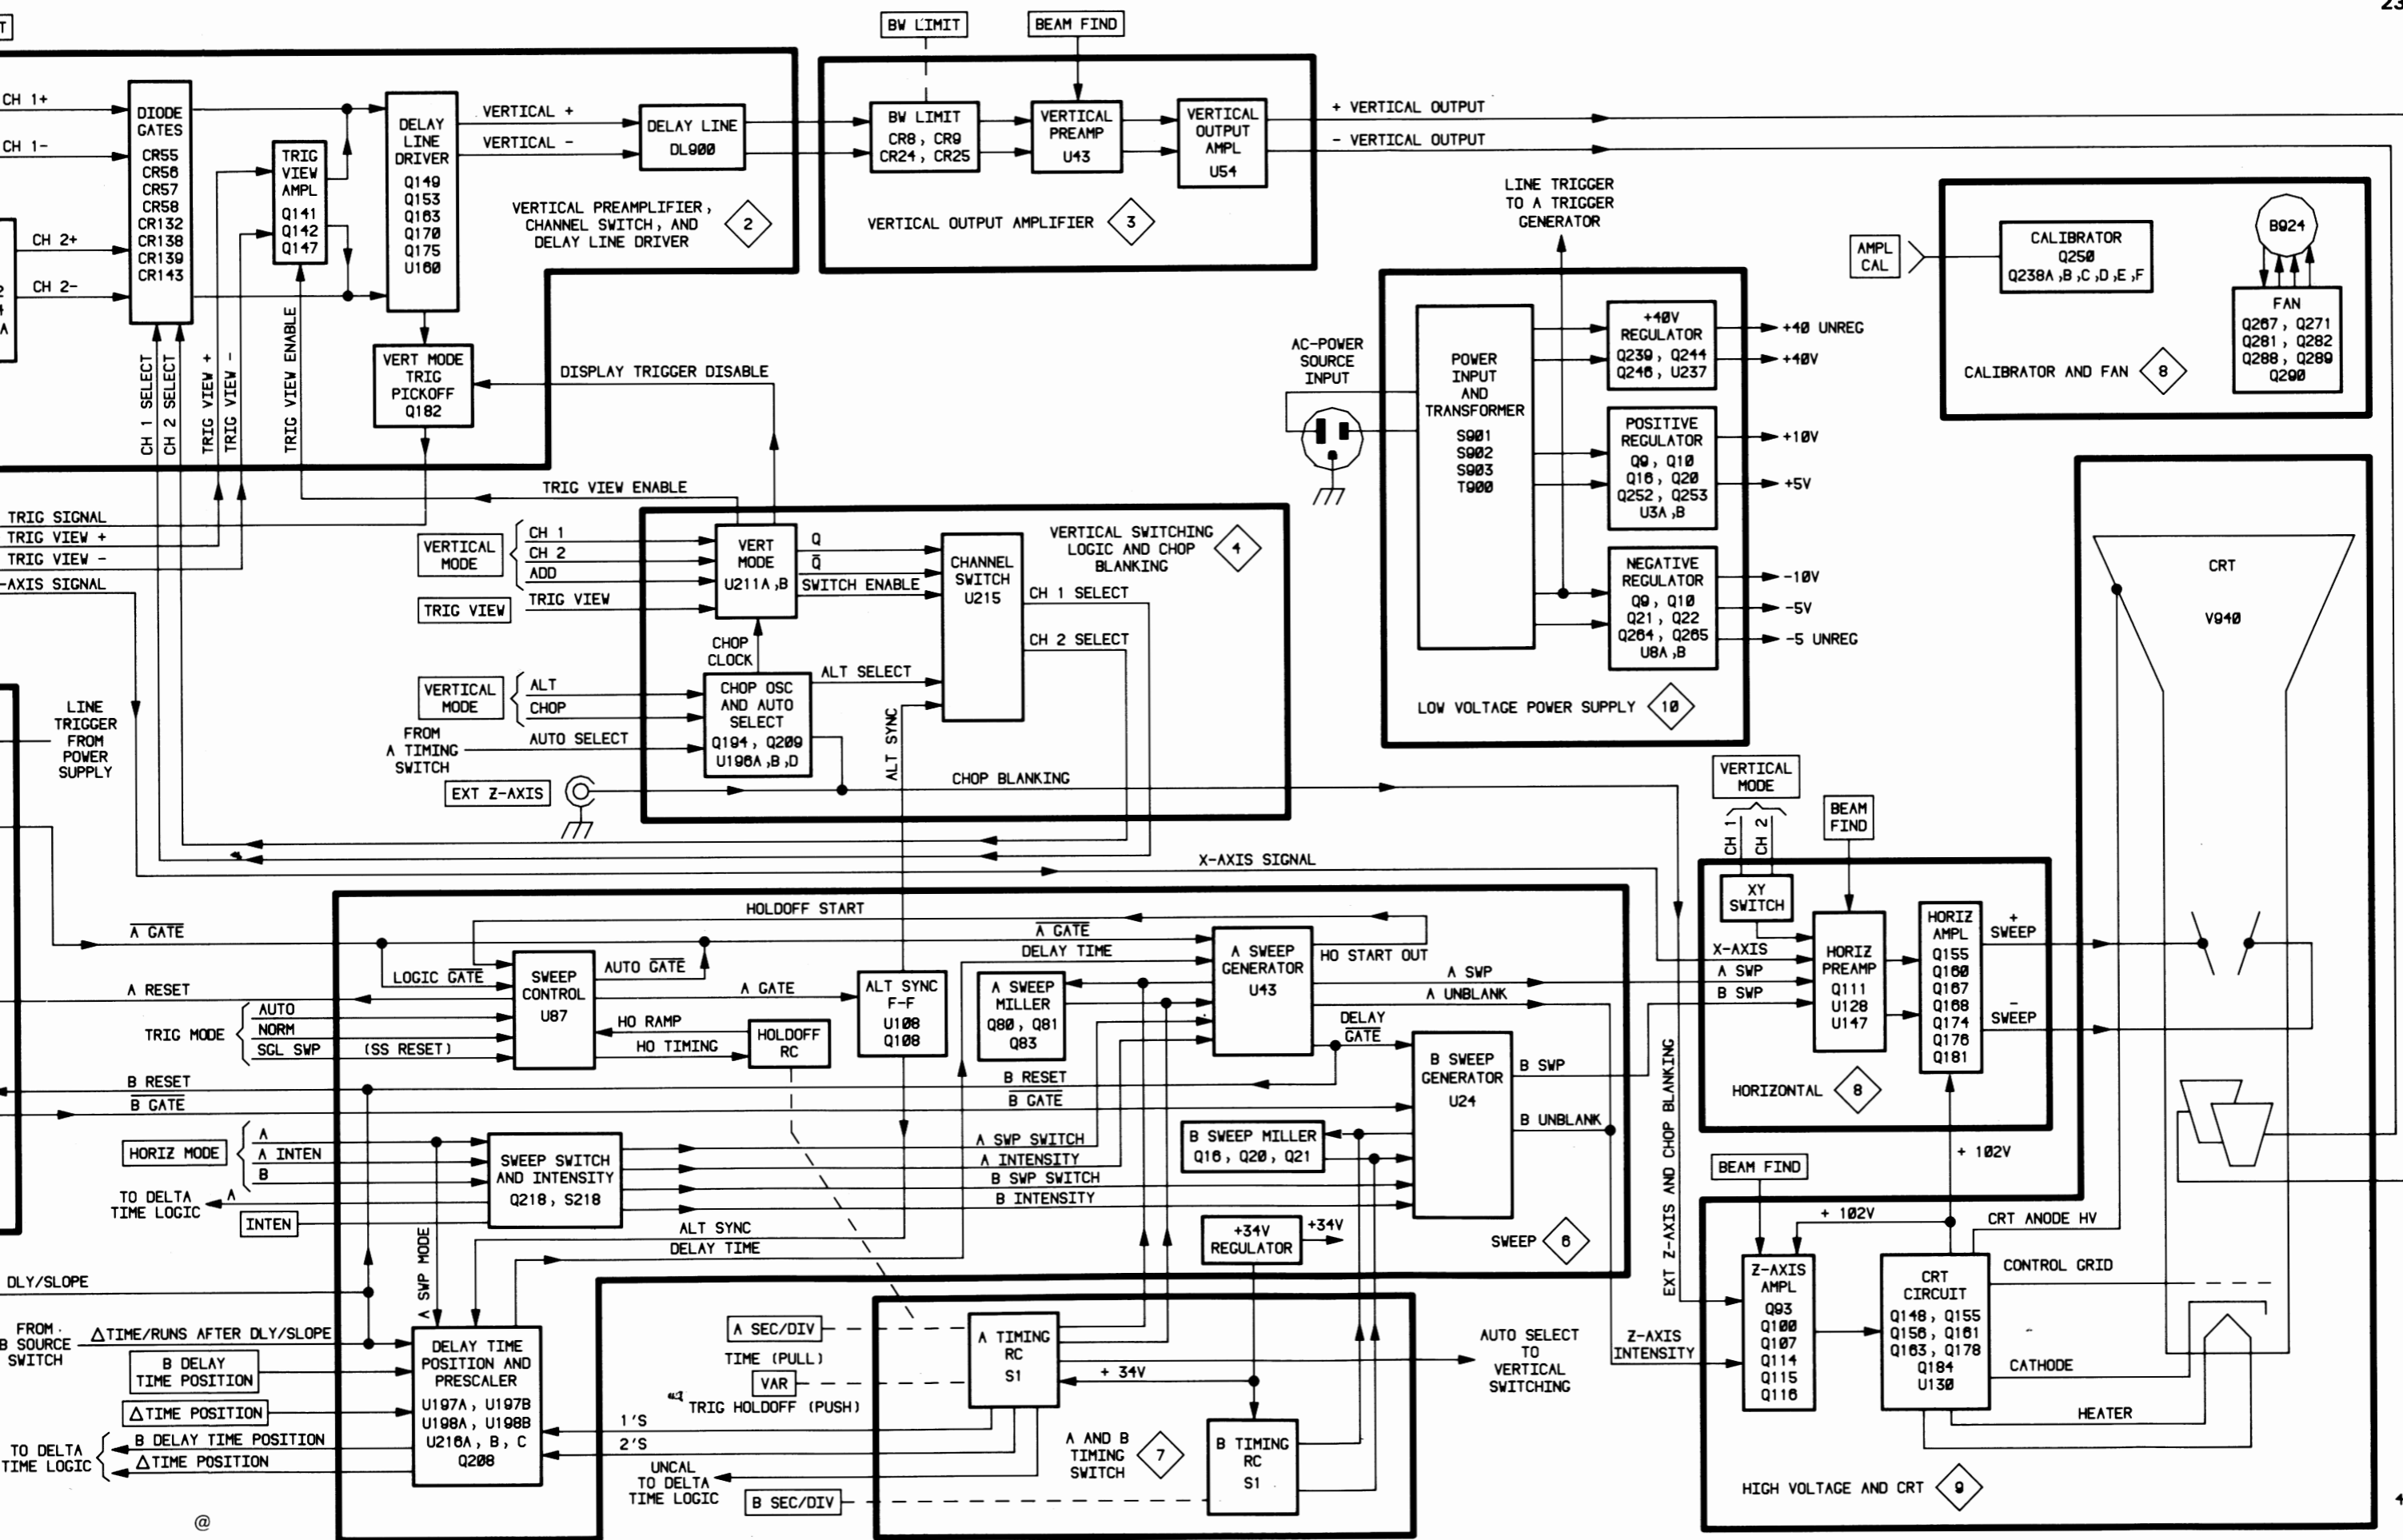 23
T
BW LIMIT
BEAM FIND
CH 1+
CH 1-
CH 2+
CH 2-
2
4
A
DIODE
GATES
CR55
CR56
CR57
CR58
CR132
CR138
CR139
CR143
TRIG
VIEW
AMPL
Q141
Q142
Q147
DELAY
LINE
DRIVER
Q149
Q153
Q163
Q170
Q175
U160
VERTICAL +
VERTICAL -
DELAY LINE
DL900
VERTICAL PREAMPLIFIER,
CHANNEL SWITCH, AND
DELAY LINE DRIVER
2
BW LIMIT
CR8, CR9
CR24, CR25
VERTICAL
PREAMP
U43
VERTICAL
OUTPUT
AMPL
U54
VERTICAL OUTPUT AMPLIFIER
3
+ VERTICAL OUTPUT
- VERTICAL OUTPUT
LINE TRIGGER
TO A TRIGGER
GENERATOR
AMPL
CAL
CALIBRATOR
Q250
Q238A,B,C,D,E,F
B924
FAN
Q267, Q271
Q281, Q282
Q288, Q289
Q290
CALIBRATOR AND FAN
8
CH 1 SELECT
CH 2 SELECT
TRIG VIEW +
TRIG VIEW -
TRIG VIEW ENABLE
VERT MODE
TRIG
PICKOFF
Q182
DISPLAY TRIGGER DISABLE
AC-POWER
SOURCE
INPUT
POWER
INPUT
AND
TRANSFORMER
S901
S902
S903
T900
+40V
REGULATOR
Q239, Q244
Q246, U237
+40 UNREG
+40V
POSITIVE
REGULATOR
Q9, Q10
Q16, Q20
Q252, Q253
U3A,B
+10V
+5V
NEGATIVE
REGULATOR
Q9, Q10
Q21, Q22
Q264, Q265
U8A,B
-10V
-5V
-5 UNREG
LOW VOLTAGE POWER SUPPLY
10
TRIG VIEW ENABLE
TRIG SIGNAL
TRIG VIEW +
TRIG VIEW -
-AXIS SIGNAL
VERTICAL
MODE
CH 1
CH 2
ADD
TRIG VIEW
TRIG VIEW
VERT
MODE
U211A,B
Q
Q̅
SWITCH ENABLE
CHANNEL
SWITCH
U215
VERTICAL SWITCHING
LOGIC AND CHOP
BLANKING
4
CH 1 SELECT
CH 2 SELECT
CHOP
CLOCK
VERTICAL
MODE
ALT
CHOP
FROM
A TIMING
SWITCH
AUTO SELECT
CHOP OSC
AND AUTO
SELECT
Q194, Q209
U196A,B,D
ALT SELECT
ALT SYNC
EXT Z-AXIS
CHOP BLANKING
LINE
TRIGGER
FROM
POWER
SUPPLY
X-AXIS SIGNAL
CRT
V940
VERTICAL
MODE
CH 1
CH 2
BEAM
FIND
XY
SWITCH
HORIZ
PREAMP
Q111
U128
U147
HORIZ
AMPL
Q155
Q160
Q167
Q168
Q174
Q176
Q181
+
SWEEP
-
SWEEP
X-AXIS
A SWP
B SWP
HORIZONTAL
8
HOLDOFF START
A̅ ̅G̅A̅T̅E̅
A̅ ̅G̅A̅T̅E̅
DELAY TIME
LOGIC G̅A̅T̅E̅
AUTO G̅A̅T̅E̅
A RESET
TRIG MODE
AUTO
NORM
SGL SWP
(SS RESET)
SWEEP
CONTROL
U87
A GATE
HO RAMP
HO TIMING
HOLDOFF
RC
ALT SYNC
F-F
U108
Q108
A SWEEP
MILLER
Q80, Q81
Q83
A SWEEP
GENERATOR
U43
HO START OUT
A SWP
A UNBLANK
DELAY
G̅A̅T̅E̅
B SWEEP
GENERATOR
U24
B SWP
B UNBLANK
B RESET
B̅ ̅G̅A̅T̅E̅
B RESET
B̅ ̅G̅A̅T̅E̅
HORIZ MODE
A
A INTEN
B
TO DELTA
TIME LOGIC
A
INTEN
SWEEP SWITCH
AND INTENSITY
Q218, S218
A SWP SWITCH
A INTENSITY
B SWP SWITCH
B INTENSITY
B SWEEP MILLER
Q16, Q20, Q21
ALT SYNC
DELAY TIME
+34V
REGULATOR
+34V
SWEEP
6
A SWP MODE
EXT Z-AXIS AND CHOP BLANKING
BEAM FIND
+ 102V
+ 102V
CRT ANODE HV
CONTROL GRID
Z-AXIS
AMPL
Q93
Q100
Q107
Q114
Q115
Q116
CRT
CIRCUIT
Q148, Q155
Q156, Q161
Q163, Q178
Q184
U130
CATHODE
HEATER
HIGH VOLTAGE AND CRT
9
DLY/SLOPE
FROM
B SOURCE
SWITCH
△TIME/RUNS AFTER DLY/SLOPE
B DELAY
TIME POSITION
△TIME POSITION
TO DELTA
TIME LOGIC
B DELAY TIME POSITION
△TIME POSITION
DELAY TIME
POSITION AND
PRESCALER
U197A, U197B
U198A, U198B
U216A, B, C
Q208
A SEC/DIV
TIME (PULL)
VAR
TRIG HOLDOFF (PUSH)
1'S
2'S
UNCAL
TO DELTA
TIME LOGIC
B SEC/DIV
A TIMING
RC
S1
+ 34V
AUTO SELECT
TO
VERTICAL
SWITCHING
Z-AXIS
INTENSITY
A AND B
TIMING
SWITCH
7
B TIMING
RC
S1
@
4